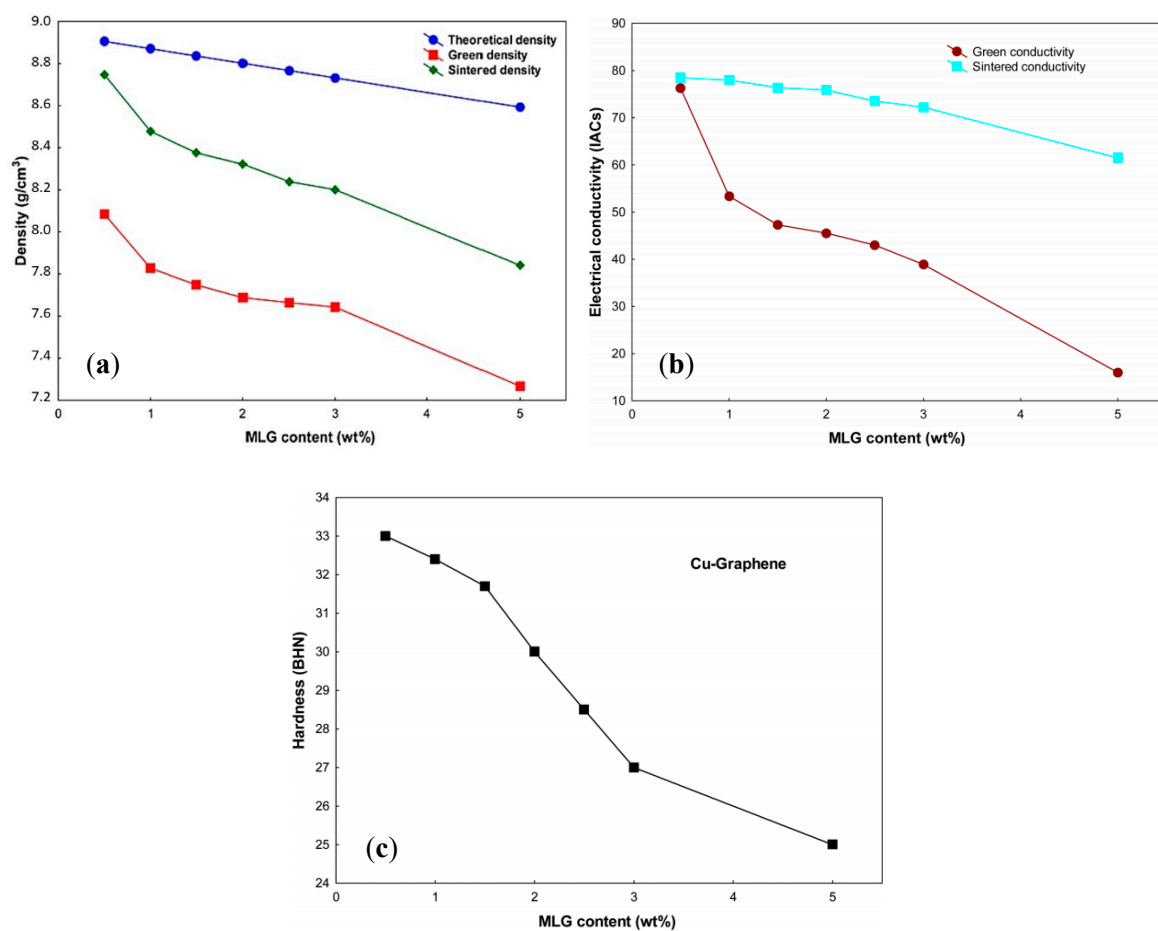 9.0
8.8
8.6
8.4
8.2
8.0
7.8
7.6
7.4
7.2
Density (g/cm³)
Theoretical density
Green density
Sintered density
(a)
0 1 2 3 4 5
MLG content (wt%)
90
80
70
60
50
40
30
20
10
Electrical conductivity (IACs)
Green conductivity
Sintered conductivity
(b)
0 1 2 3 4 5
MLG content (wt%)
34
33
32
31
30
29
28
27
26
25
24
Hardness (BHN)
Cu-Graphene
(c)
0 1 2 3 4 5
MLG content (wt%)